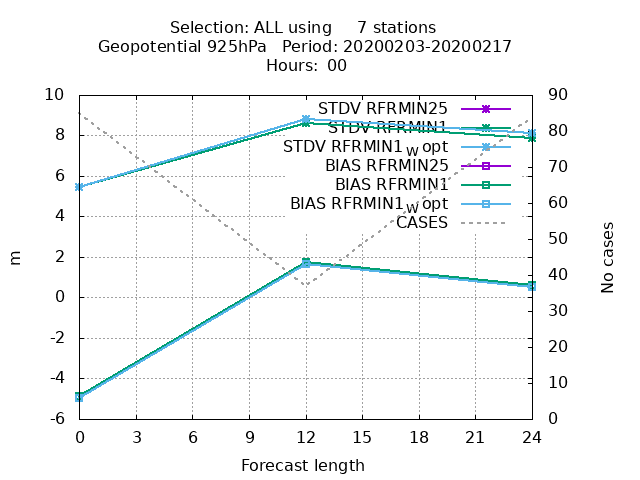 Selection: ALL using 7 stations
Geopotential 925hPa Period: 20200203-20200217
Hours: 00
10
8
6
4
2
0
-2
-4
-6
m
STDV RFRMIN25
STDV RFRMIN1
STDV RFRMIN1W opt
BIAS RFRMIN25
BIAS RFRMIN1
BIAS RFRMIN1W opt
CASES
90
80
70
60
50
40
30
20
10
0
No cases
0 3 6 9 12 15 18 21 24
Forecast length